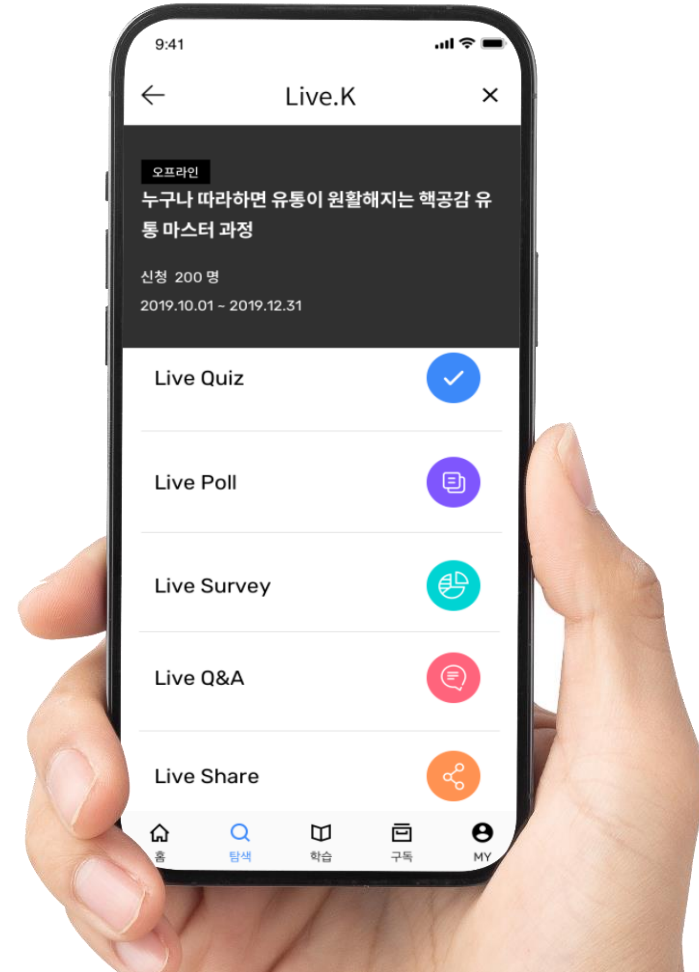 9:41
Live.K
오프라인
누구나 따라하면 유통이 원활해지는 핵공감 유
통 마스터 과정
신청 200 명
2019.10.01 ~ 2019.12.31
Live Quiz
Live Poll
Live Survey
Live Q&A
Live Share
홈 탐색 학습 구독 MY